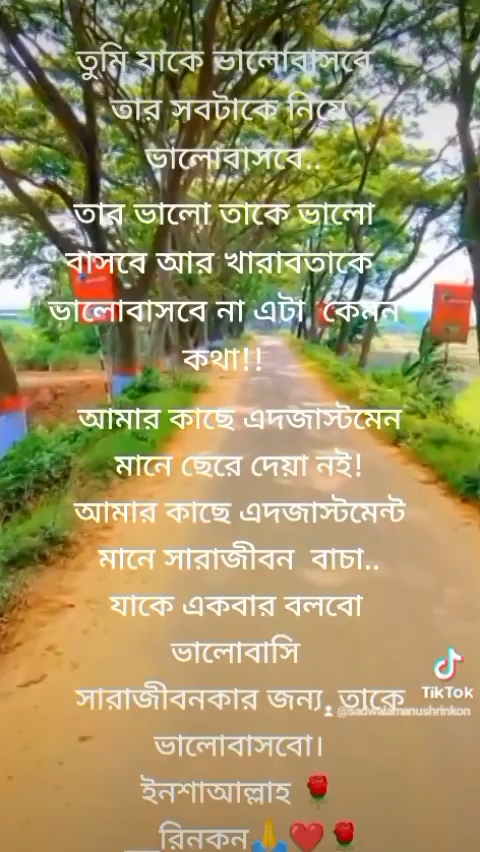 তুমি যাকে ভালোবাসবে
তার সবটাকে নিয়ে
ভালোবাসবে..
তার ভালো তাকে ভালো
বাসবে আর খারাবতাকে
ভালোবাসবে না এটা কেমন
কথা!!
আমার কাছে এদজাস্টমেন
মানে ছেরে দেয়া নই!
আমার কাছে এদজাস্টমেন্ট
মানে সারাজীবন বাচা..
যাকে একবার বলবো
ভালোবাসি
সারাজীবনকার জন্য তাকে
ভালোবাসবো।
ইনশাআল্লাহ 🌹
__রিনকন🙏❤️🌹
TikTok
@sadwalamanushrinkon